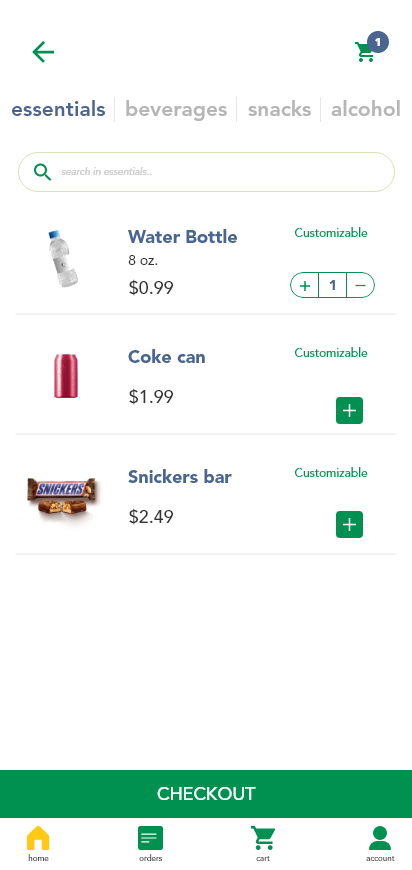 1
essentials beverages snacks alcohol
search in essentials..
Water Bottle Customizable
8 oz.
$0.99 + 1 −
Coke can Customizable
$1.99 +
SNICKERS
Snickers bar Customizable
$2.49 +
CHECKOUT
home orders cart account